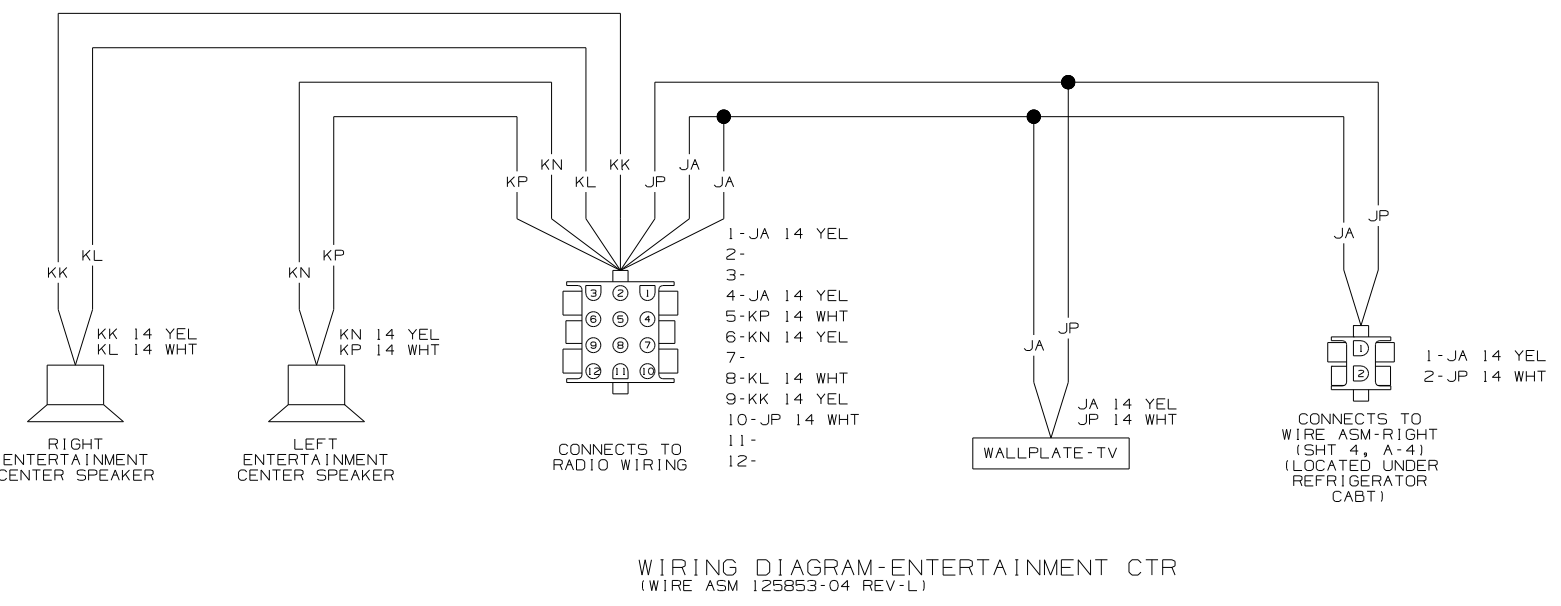 KK
KL
KN
KP
KP
KN
KL
KK
JP
JA
JA
JA
JP
JA
JP
KK 14 YEL
KL 14 WHT
RIGHT
ENTERTAINMENT
CENTER SPEAKER
KN 14 YEL
KP 14 WHT
LEFT
ENTERTAINMENT
CENTER SPEAKER
3 2 1
6 5 4
9 8 7
12 11 10
CONNECTS TO
RADIO WIRING
1-JA 14 YEL
2-
3-
4-JA 14 YEL
5-KP 14 WHT
6-KN 14 YEL
7-
8-KL 14 WHT
9-KK 14 YEL
10-JP 14 WHT
11-
12-
JA 14 YEL
JP 14 WHT
WALLPLATE-TV
1
2
1-JA 14 YEL
2-JP 14 WHT
CONNECTS TO
WIRE ASM-RIGHT
(SHT 4, A-4)
(LOCATED UNDER
REFRIGERATOR
CABT)
WIRING DIAGRAM-ENTERTAINMENT CTR
(WIRE ASM 125853-04 REV-L)